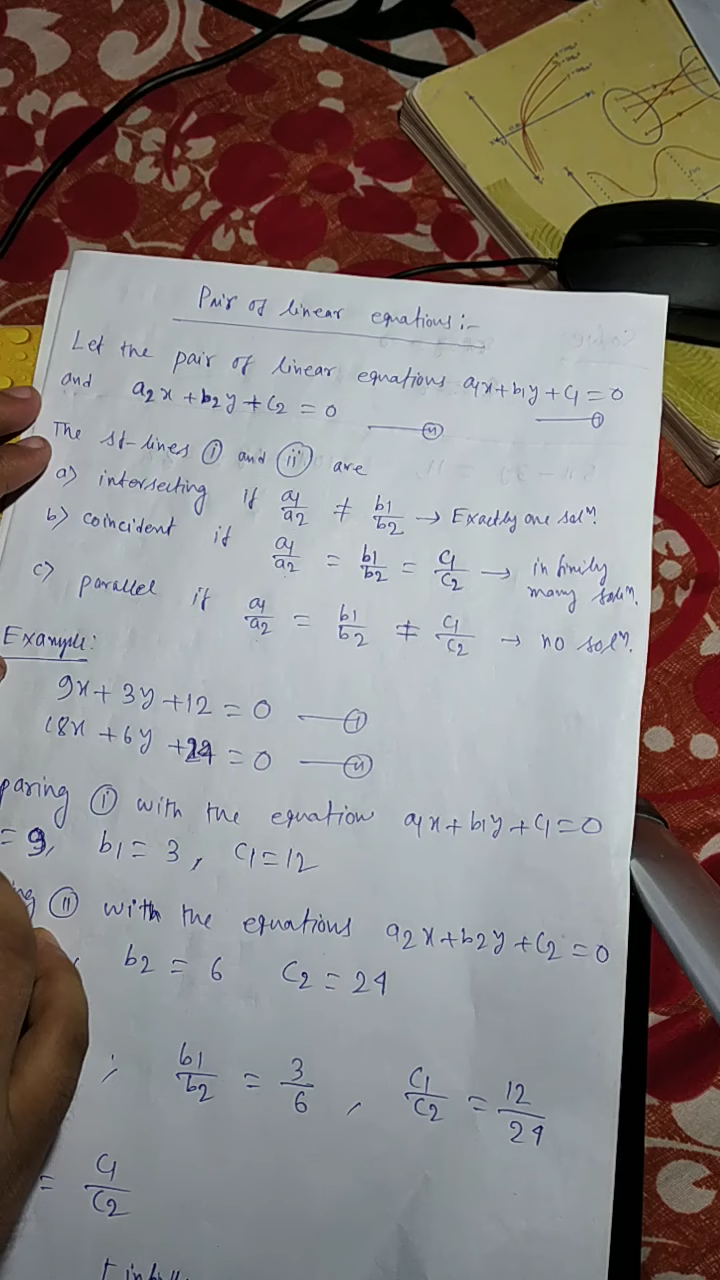 Pair of linear equations :-
Let the pair of linear equations a1x+b1y+c1=0 —(i)
and a2x+b2y+c2=0 —(ii)
The st-lines (i) and (ii) are
a) intersecting if a1/a2 ≠ b1/b2 → Exactly one solⁿ.
b) coincident if a1/a2 = b1/b2 = c1/c2 → infinily
many solⁿ.
c) parallel if a1/a2 = b1/b2 ≠ c1/c2 → no solⁿ.
Example:
9x+3y+12=0 —(i)
18x+6y+24=0 —(ii)
paring (i) with the equation a1x+b1y+c1=0
= 9, b1=3, c1=12
ng (ii) with the equations a2x+b2y+c2=0
, b2=6 c2=24
; b1/b2 = 3/6 , c1/c2 = 12/24
= c1/c2